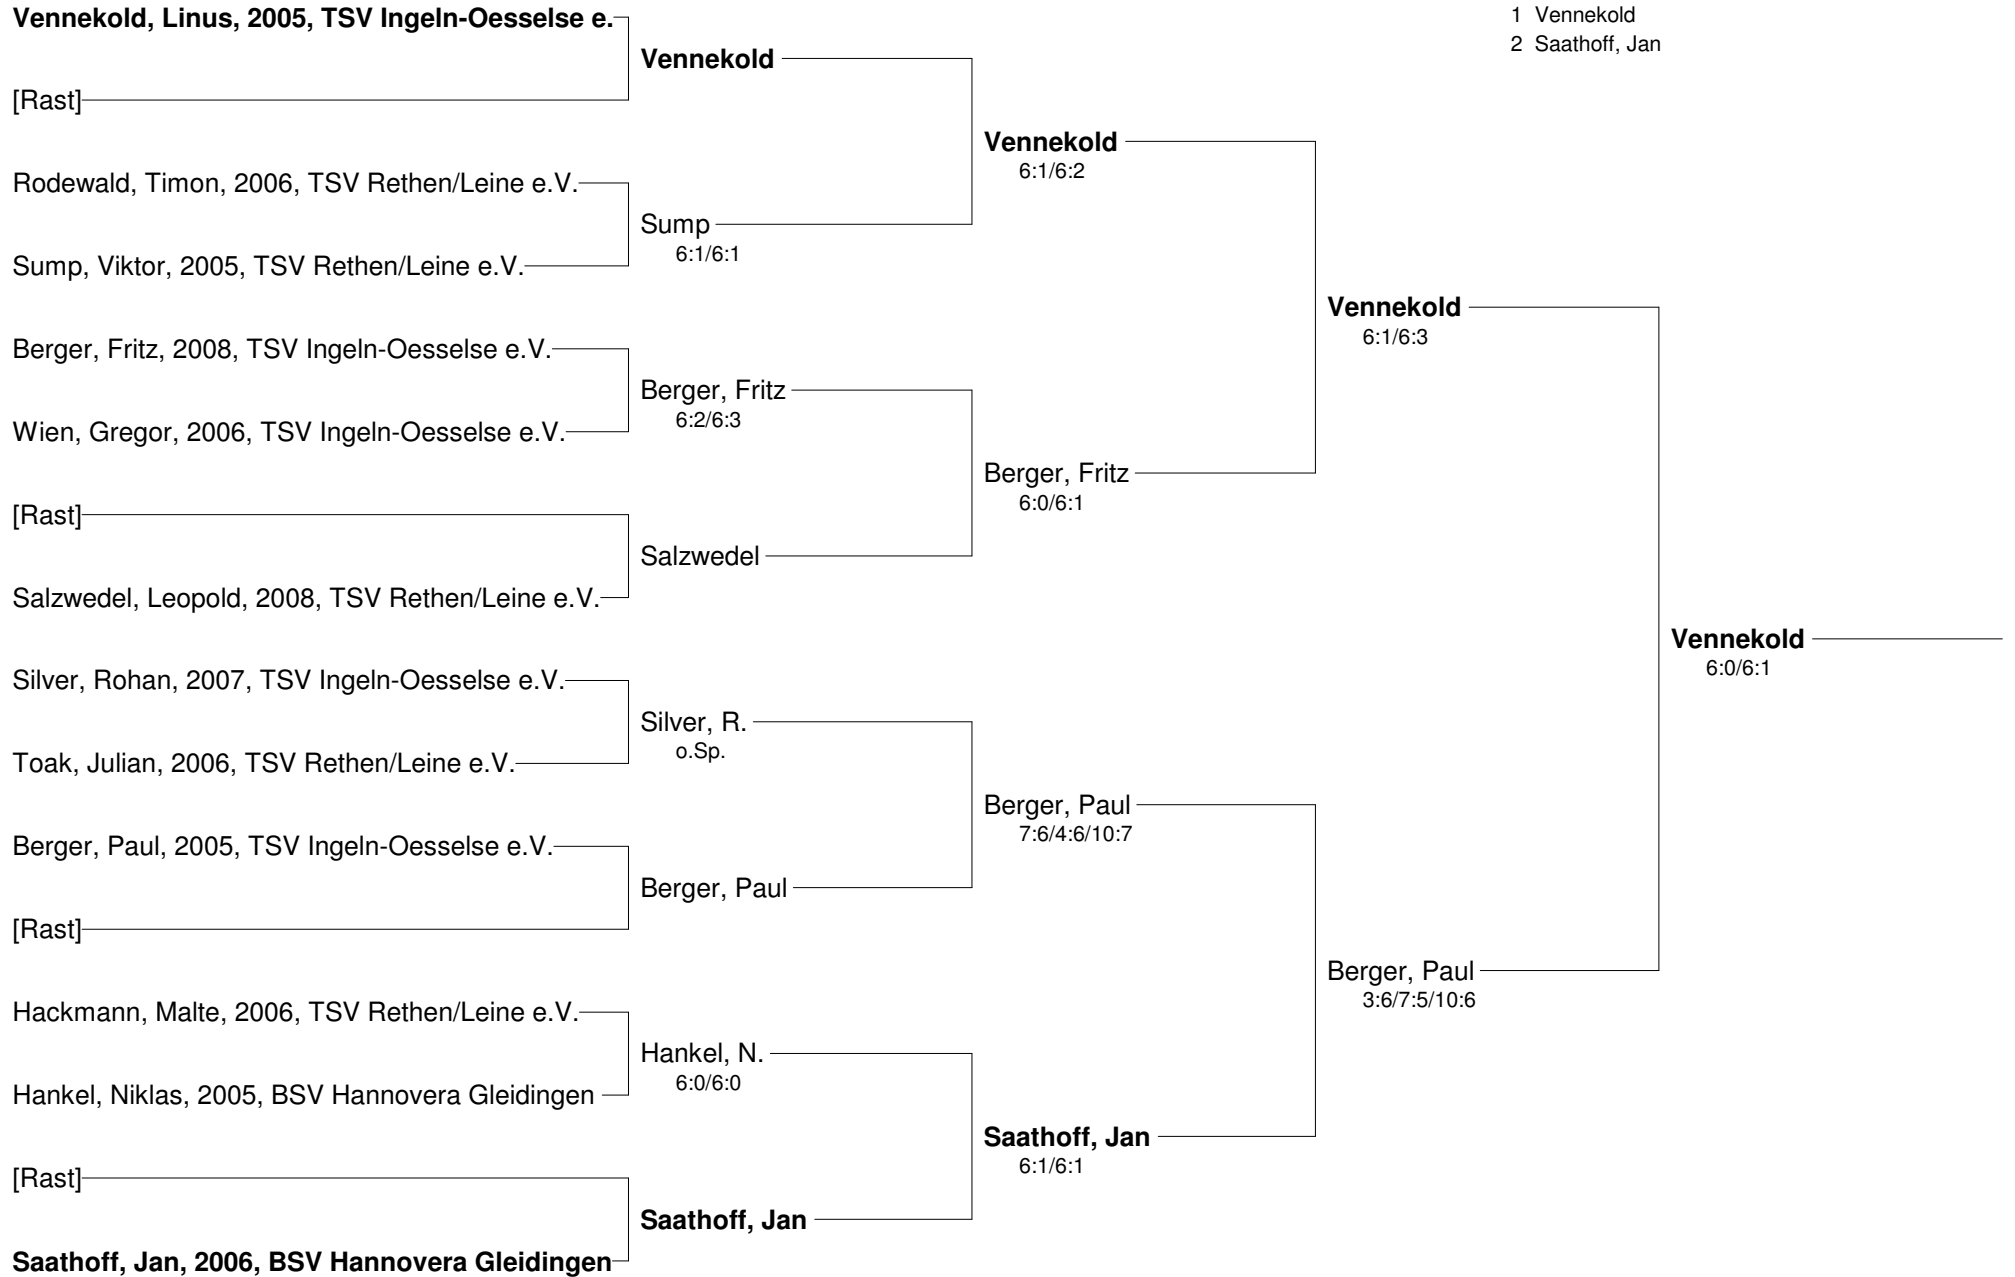 Vennekold, Linus, 2005, TSV Ingeln-Oesselse e.
[Rast]
Rodewald, Timon, 2006, TSV Rethen/Leine e.V.
Sump, Viktor, 2005, TSV Rethen/Leine e.V.
Berger, Fritz, 2008, TSV Ingeln-Oesselse e.V.
Wien, Gregor, 2006, TSV Ingeln-Oesselse e.V.
[Rast]
Salzwedel, Leopold, 2008, TSV Rethen/Leine e.V.
Silver, Rohan, 2007, TSV Ingeln-Oesselse e.V.
Toak, Julian, 2006, TSV Rethen/Leine e.V.
Berger, Paul, 2005, TSV Ingeln-Oesselse e.V.
[Rast]
Hackmann, Malte, 2006, TSV Rethen/Leine e.V.
Hankel, Niklas, 2005, BSV Hannovera Gleidingen
[Rast]
Saathoff, Jan, 2006, BSV Hannovera Gleidingen
Vennekold
Sump
6:1/6:1
Berger, Fritz
6:2/6:3
Salzwedel
Silver, R.
o.Sp.
Berger, Paul
Hankel, N.
6:0/6:0
Saathoff, Jan
Vennekold
6:1/6:2
Berger, Fritz
6:0/6:1
Berger, Paul
7:6/4:6/10:7
Saathoff, Jan
6:1/6:1
Vennekold
6:1/6:3
Berger, Paul
3:6/7:5/10:6
Vennekold
6:0/6:1
1 Vennekold
2 Saathoff, Jan